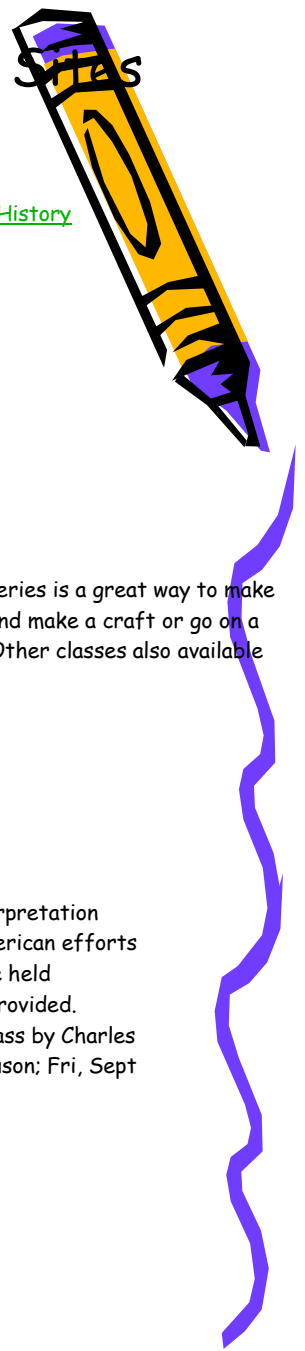 Sites
History
eries is a great way to make
nd make a craft or go on a
Other classes also available
rpretation
erican efforts
e held
rovided.
ass by Charles
ason; Fri, Sept